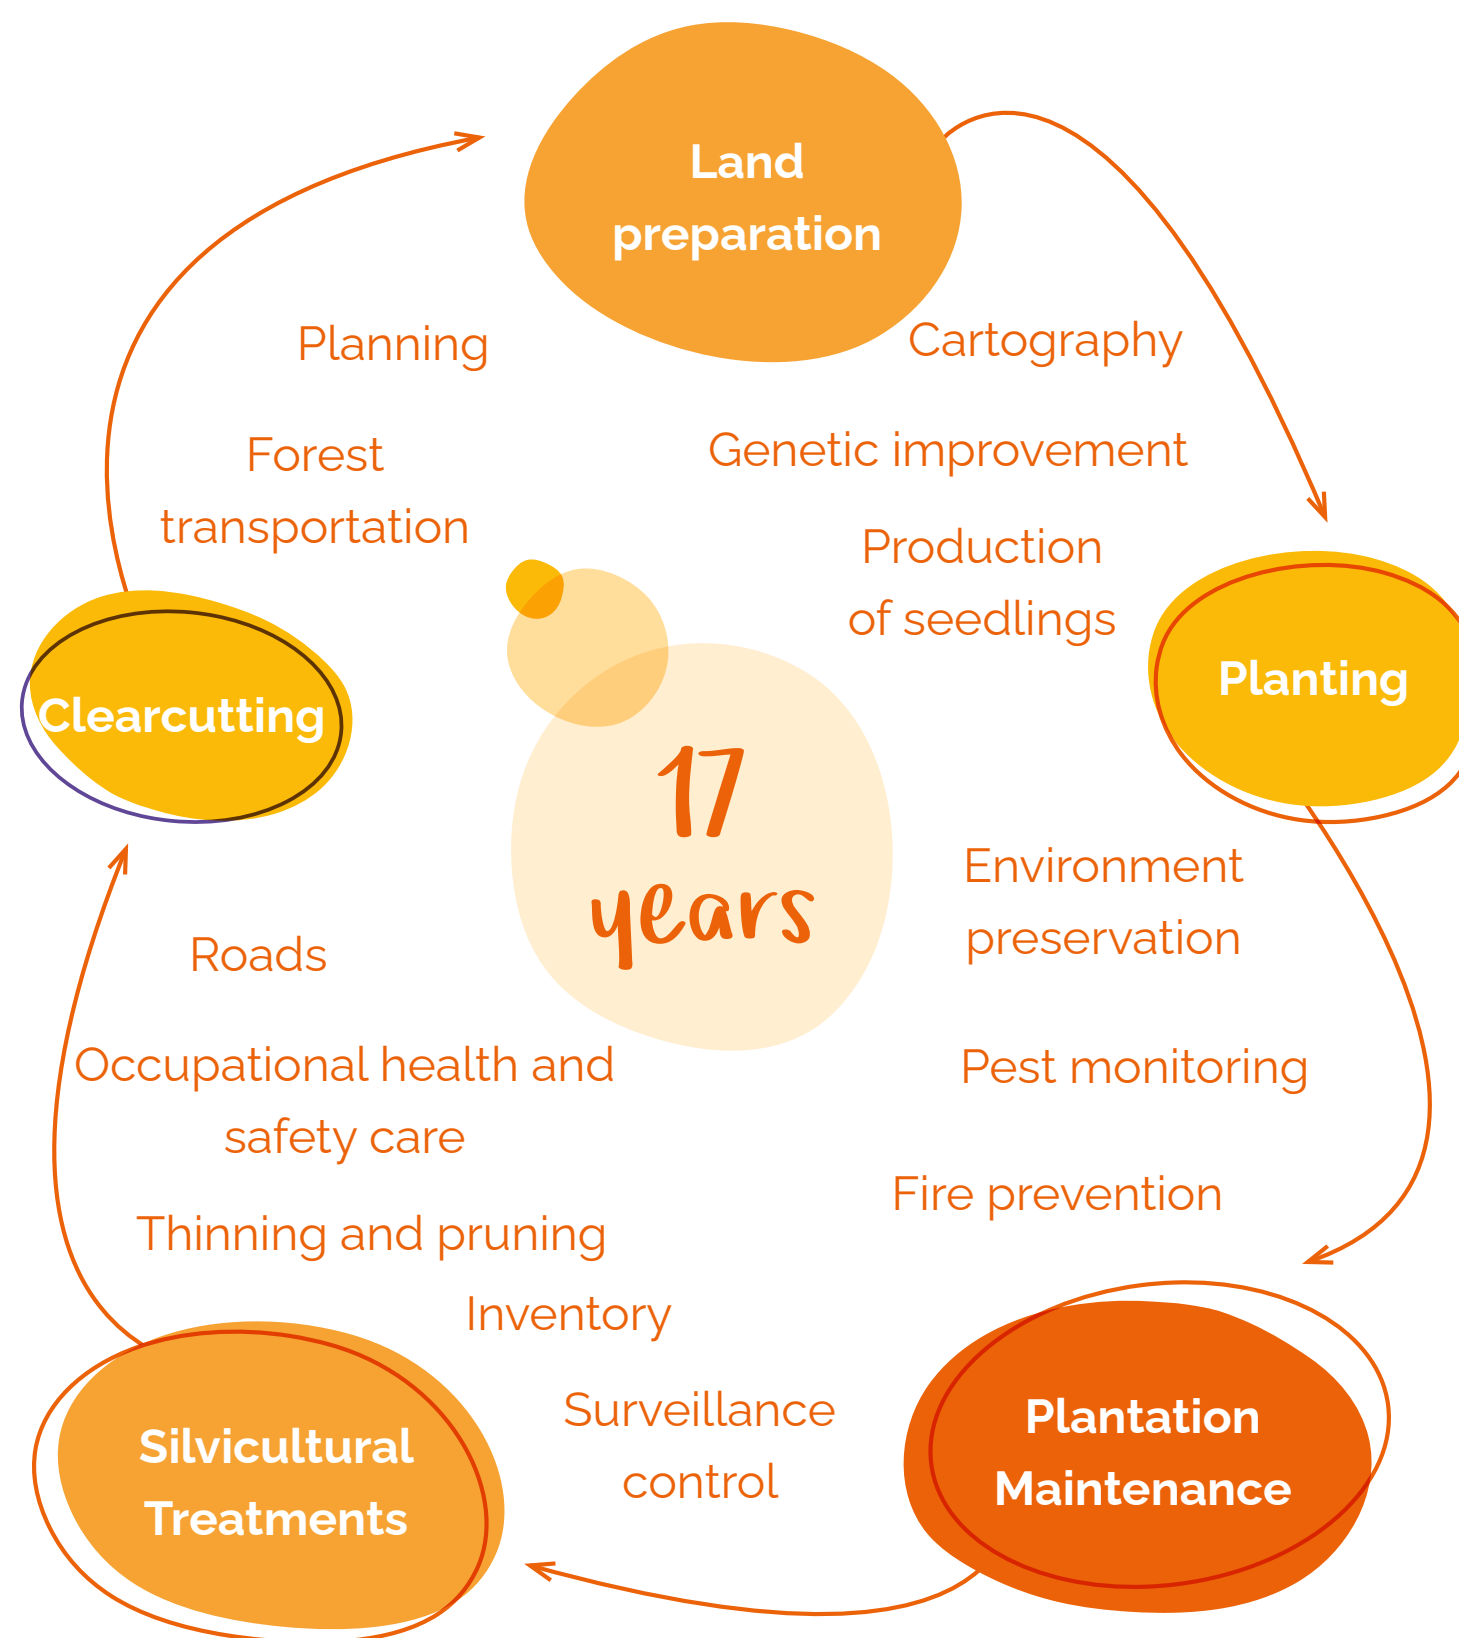 Land
preparation
Planning
Cartography
Forest
transportation
Genetic improvement
Production
of seedlings
Clearcutting
Planting
17
years
Environment
preservation
Roads
Occupational health and
safety care
Pest monitoring
Fire prevention
Thinning and pruning
Inventory
Surveillance
control
Silvicultural
Treatments
Plantation
Maintenance